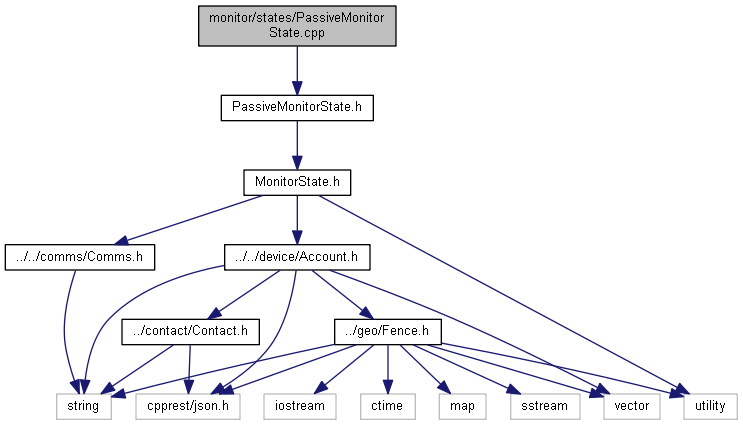 monitor/states/PassiveMonitor
State.cpp
PassiveMonitorState.h
MonitorState.h
../../comms/Comms.h
../../device/Account.h
../contact/Contact.h
../geo/Fence.h
string
cpprest/json.h
iostream
ctime
map
sstream
vector
utility